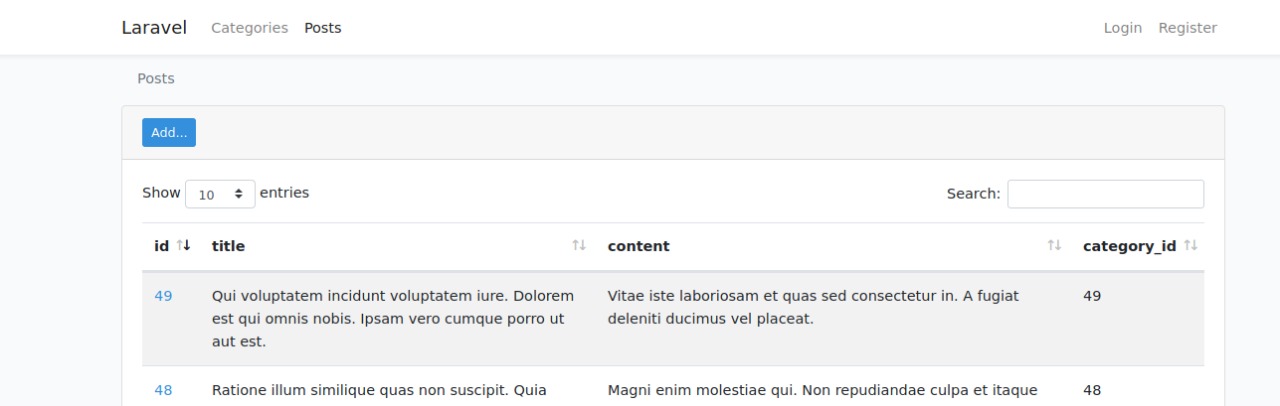 Laravel Categories Posts Login Register
Posts
Add...
Show 10 entries Search:
id title content category_id
49 Qui voluptatem incidunt voluptatem iure. Dolorem Vitae iste laboriosam et quas sed consectetur in. A fugiat 49
est qui omnis nobis. Ipsam vero cumque porro ut deleniti ducimus vel placeat.
aut est.
48 Ratione illum similique quas non suscipit. Quia Magni enim molestiae qui. Non repudiandae culpa et itaque 48